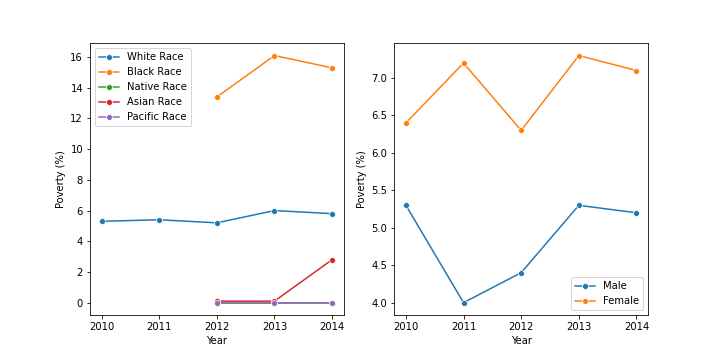 White Race
Black Race
Native Race
Asian Race
Pacific Race
16
14
12
10
8
6
4
2
0
Poverty (%)
2010 2011 2012 2013 2014
Year
7.0
6.5
6.0
5.5
5.0
4.5
4.0
Poverty (%)
Male
Female
2010 2011 2012 2013 2014
Year